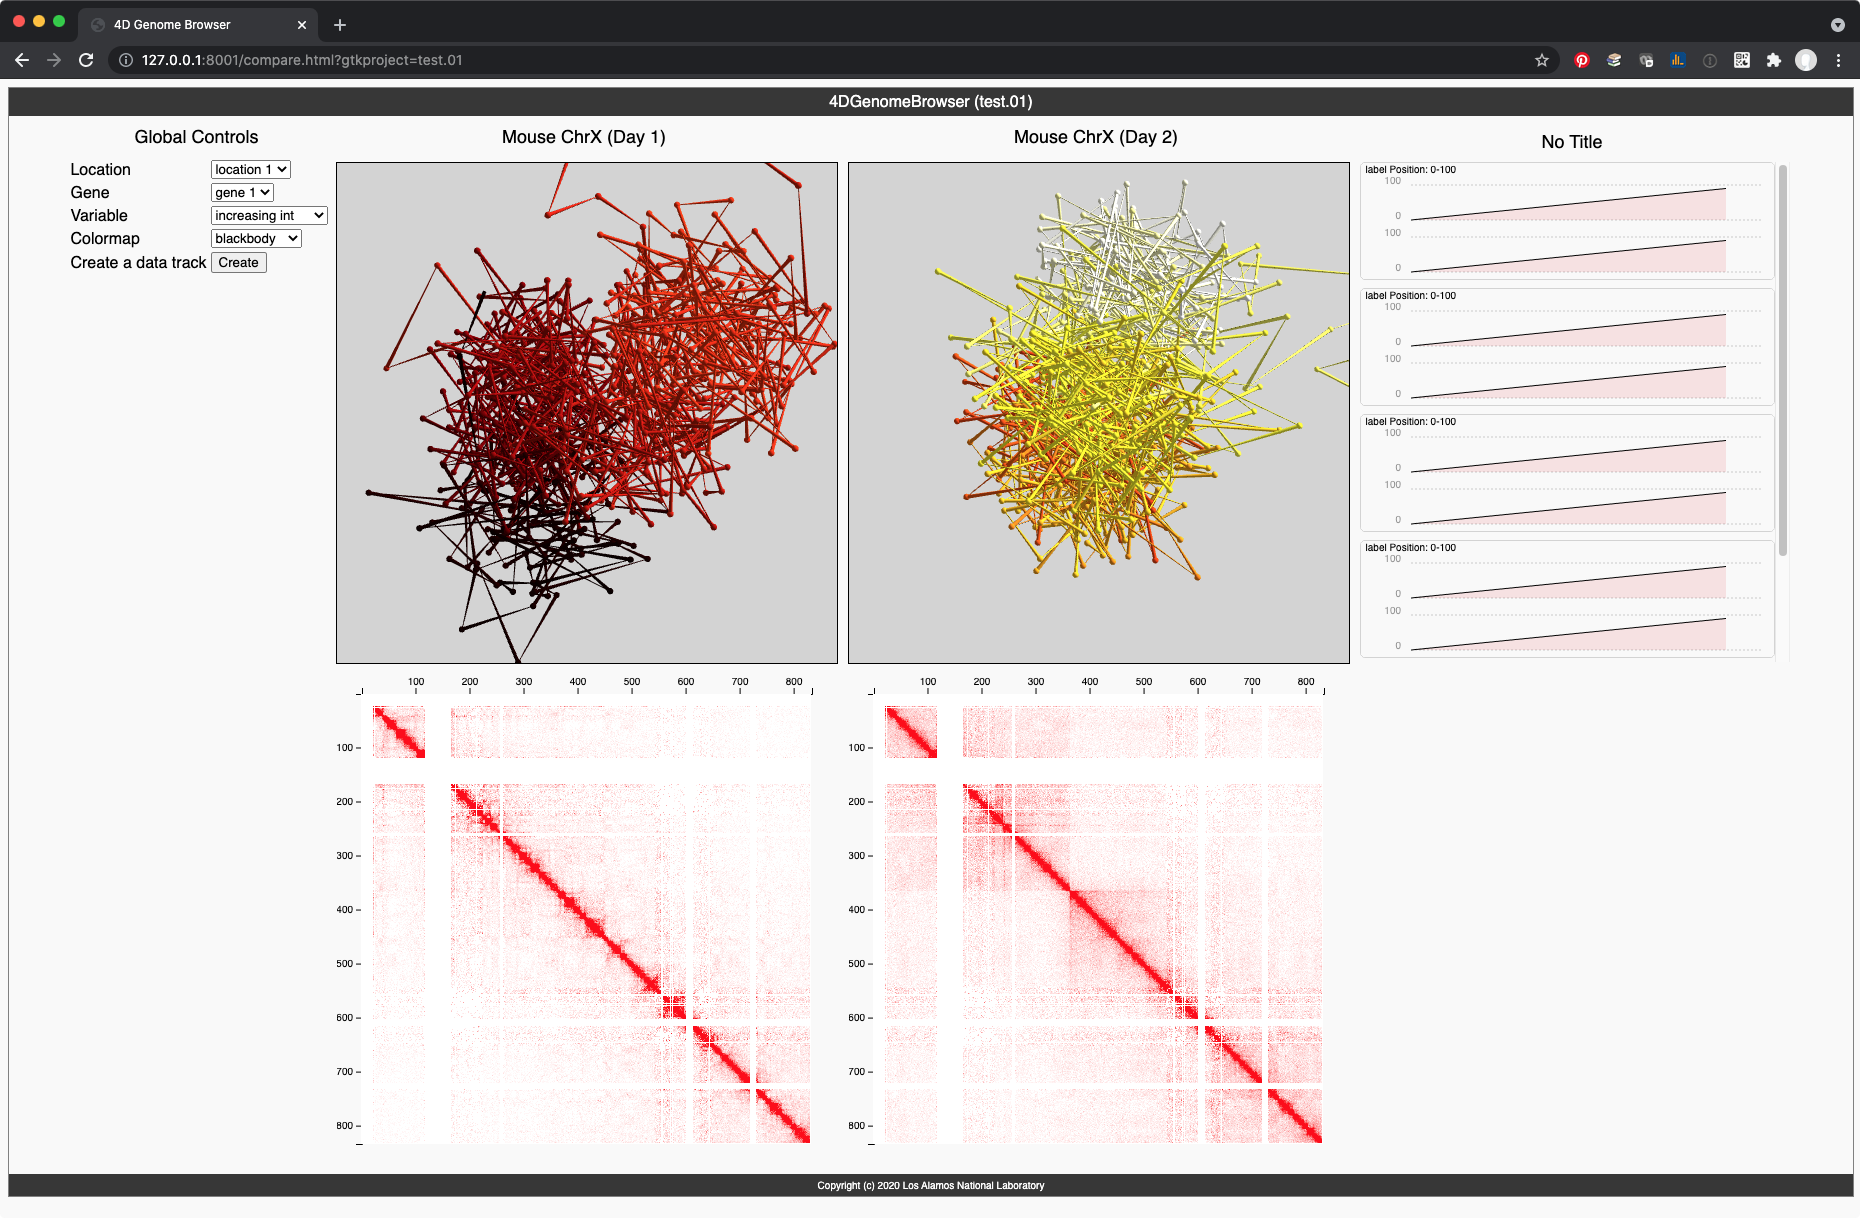 4D Genome Browser
127.0.0.1:8001/compare.html?gtkproject=test.01
4DGenomeBrowser (test.01)
Global Controls
Location location 1
Gene gene 1
Variable increasing int
Colormap blackbody
Create a data track Create
Mouse ChrX (Day 1)
Mouse ChrX (Day 2)
No Title
label Position: 0-100
100
0
100
0
label Position: 0-100
100
0
100
0
label Position: 0-100
100
0
100
0
label Position: 0-100
100
0
100
0
100 200 300 400 500 600 700 800
100
200
300
400
500
600
700
800
100 200 300 400 500 600 700 800
100
200
300
400
500
600
700
800
Copyright (c) 2020 Los Alamos National Laboratory